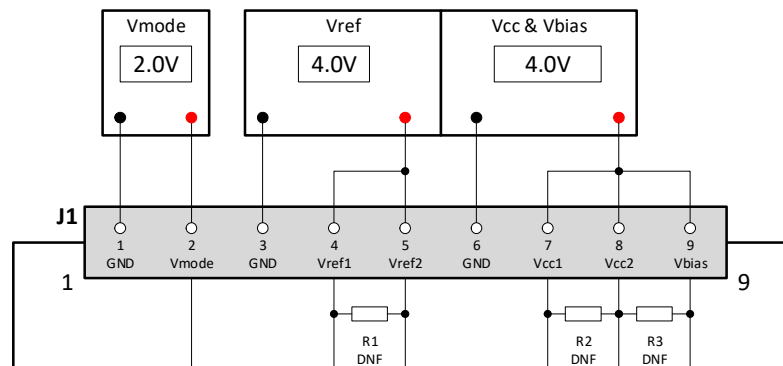 Vmode Vref Vcc & Vbias
2.0V 4.0V 4.0V
J1
1 2 3 4 5 6 7 8 9
GND Vmode GND Vref1 Vref2 GND Vcc1 Vcc2 Vbias
1 9
R1 R2 R3
DNF DNF DNF